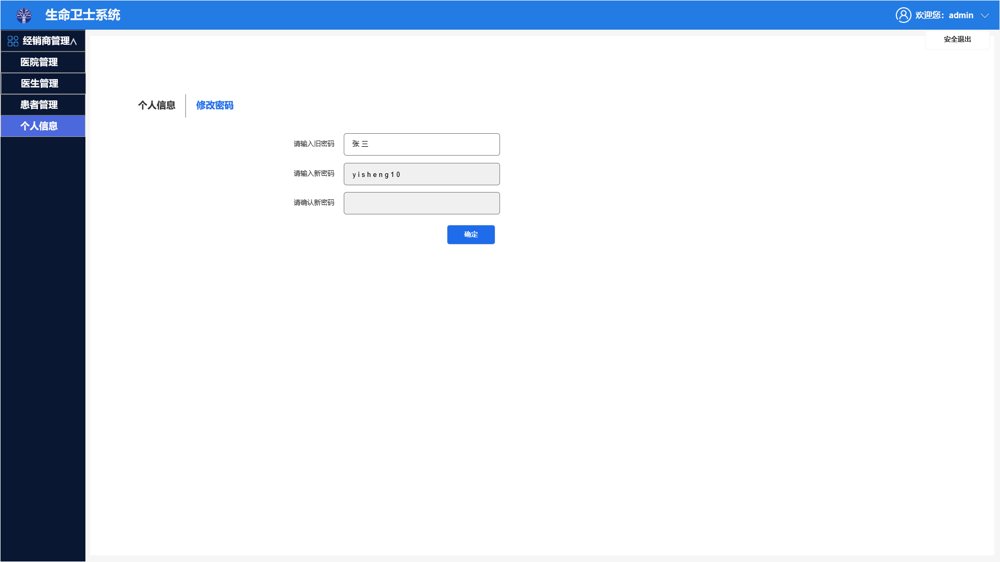 生命卫士系统
欢迎您：admin
安全退出
经销商管理
医院管理
医生管理
患者管理
个人信息
个人信息
修改密码
请输入旧密码 张三
请输入新密码 yisheng10
请确认新密码
确定